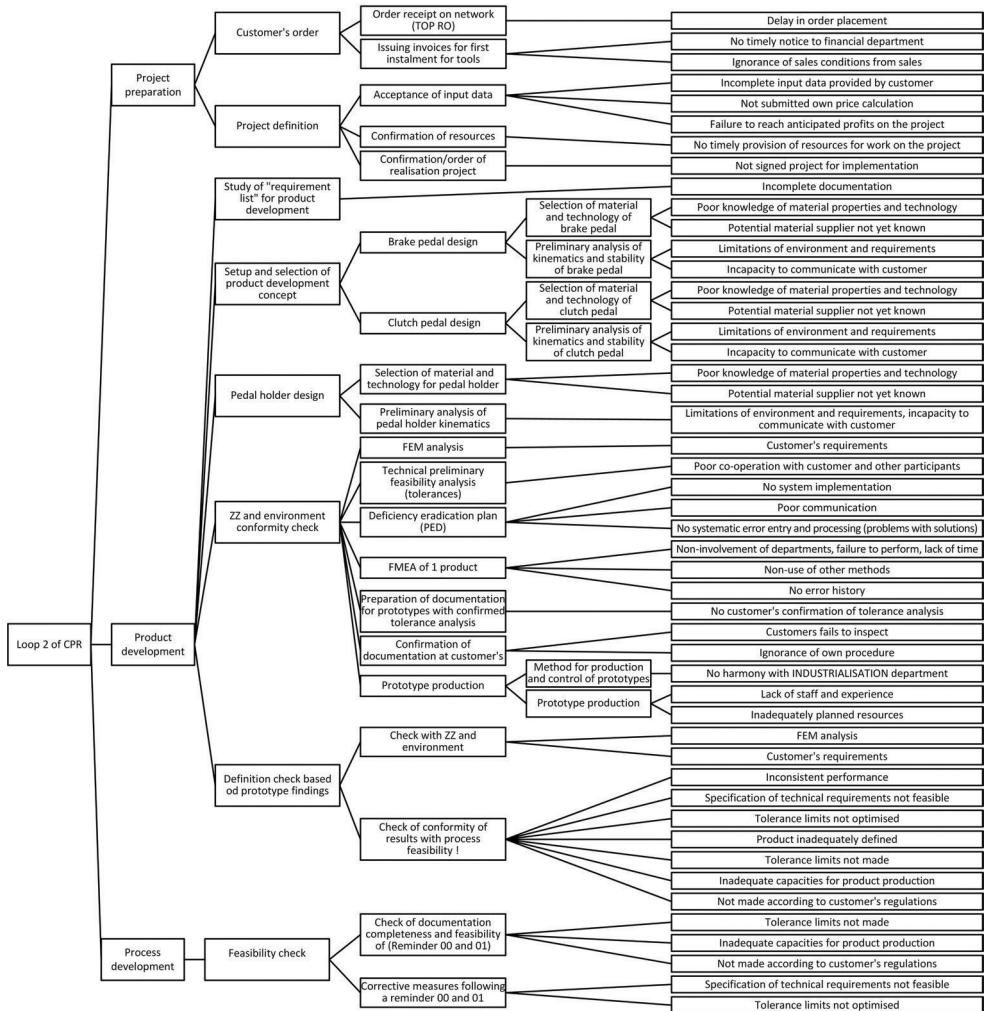 Loop 2 of CPR
Project
preparation
Customer's order
Order receipt on network
(TOP RO)
Delay in order placement
Issuing invoices for first
instalment for tools
No timely notice to financial department
Ignorance of sales conditions from sales
Project definition
Acceptance of input data
Incomplete input data provided by customer
Not submitted own price calculation
Failure to reach anticipated profits on the project
Confirmation of resources
No timely provision of resources for work on the project
Confirmation/order of
realisation project
Not signed project for implementation
Product
development
Study of "requirement
list" for product
development
Incomplete documentation
Setup and selection of
product development
concept
Brake pedal design
Selection of material
and technology of
brake pedal
Poor knowledge of material properties and technology
Potential material supplier not yet known
Preliminary analysis of
kinematics and stability
of brake pedal
Limitations of environment and requirements
Incapacity to communicate with customer
Clutch pedal design
Selection of material
and technology of
clutch pedal
Poor knowledge of material properties and technology
Potential material supplier not yet known
Preliminary analysis of
kinematics and stability
of clutch pedal
Limitations of environment and requirements
Incapacity to communicate with customer
Pedal holder design
Selection of material and
technology for pedal holder
Poor knowledge of material properties and technology
Potential material supplier not yet known
Preliminary analysis of
pedal holder kinematics
Limitations of environment and requirements, incapacity to
communicate with customer
ZZ and environment
conformity check
FEM analysis
Customer's requirements
Technical preliminary
feasibility analysis
(tolerances)
Poor co-operation with customer and other participants
Deficiency eradication plan
(PED)
No system implementation
Poor communication
No systematic error entry and processing (problems with solutions)
FMEA of 1 product
Non-involvement of departments, failure to perform, lack of time
Non-use of other methods
No error history
Preparation of documentation
for prototypes with confirmed
tolerance analysis
No customer's confirmation of tolerance analysis
Confirmation of
documentation at customer's
Customers fails to inspect
Ignorance of own procedure
Prototype production
Method for production
and control of prototypes
No harmony with INDUSTRIALISATION department
Prototype production
Lack of staff and experience
Inadequately planned resources
Definition check based
od prototype findings
Check with ZZ and
environment
FEM analysis
Customer's requirements
Check of conformity of
results with process
feasibility !
Inconsistent performance
Specification of technical requirements not feasible
Tolerance limits not optimised
Product inadequately defined
Tolerance limits not made
Inadequate capacities for product production
Not made according to customer's regulations
Process
development
Feasibility check
Check of documentation
completeness and feasibility
of (Reminder 00 and 01)
Tolerance limits not made
Inadequate capacities for product production
Not made according to customer's regulations
Corrective measures following
a reminder 00 and 01
Specification of technical requirements not feasible
Tolerance limits not optimised